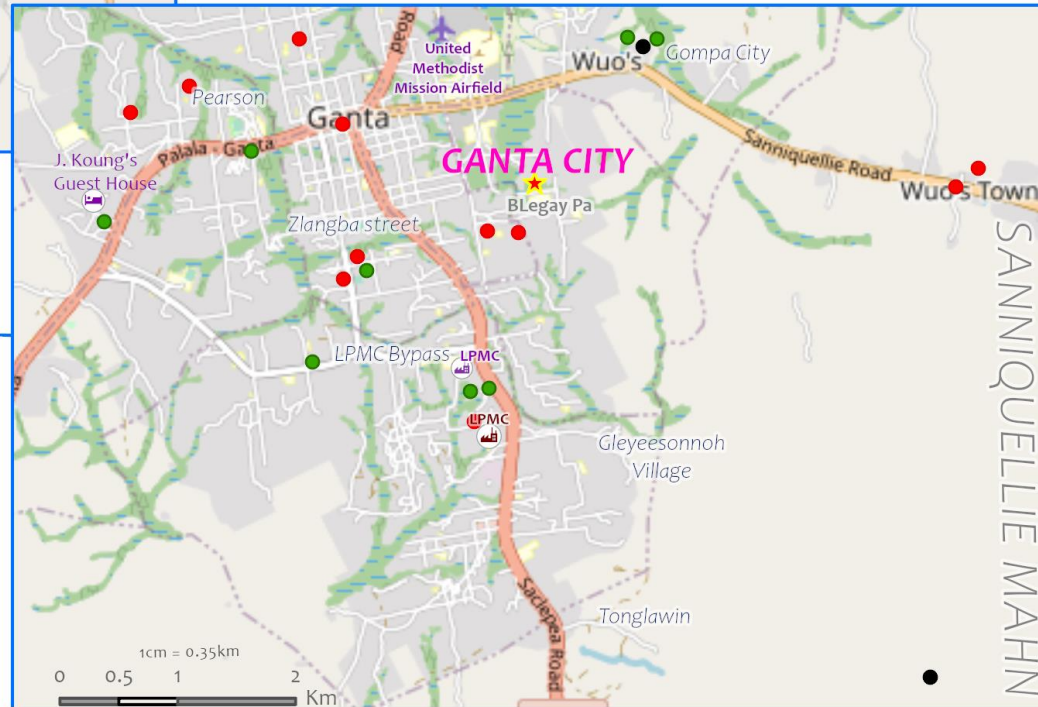 Road
United
Methodist
Mission Airfield
Wuo's
Gompa City
Pearson
Ganta
Palala - Ganta
Sanniquellie Road
GANTA CITY
J. Koung's
Guest House
Wuo's Town
BLegay Pa
Zlangba street
SANNIQUELLIE MAHN
LPMC Bypass
LPMC
LPMC
Gleyeesonnoh
Village
Saclepea Road
Tonglawin
1cm = 0.35km
0 0.5 1 2
Km